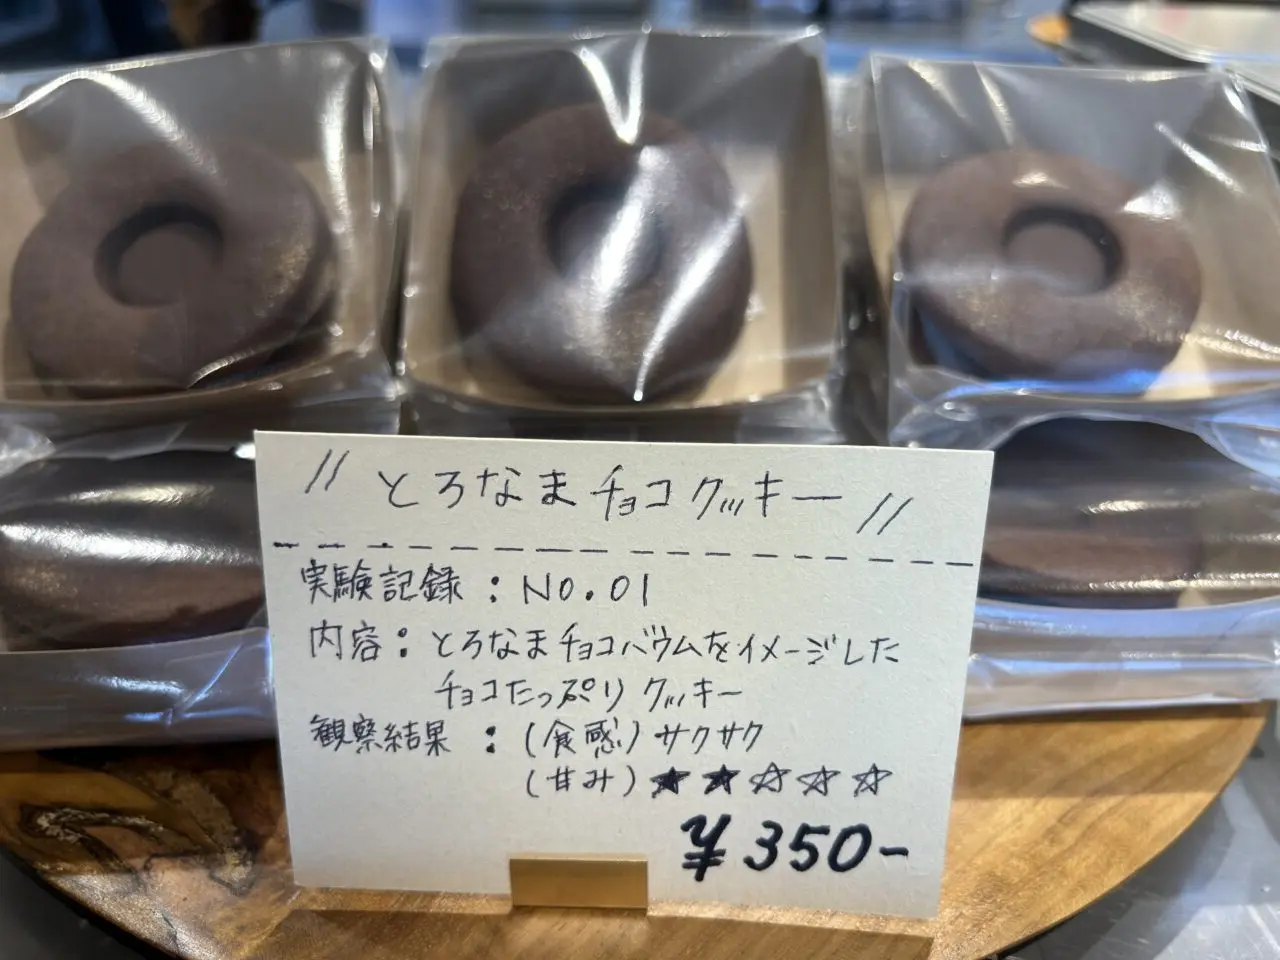 〃とろなまチョコクッキー〃
実験記録：NO.01
内容：とろなまチョコバウムをイメージした
チョコたっぷりクッキー
観察結果：(食感)サクサク
(甘み)★★☆☆☆
¥350-